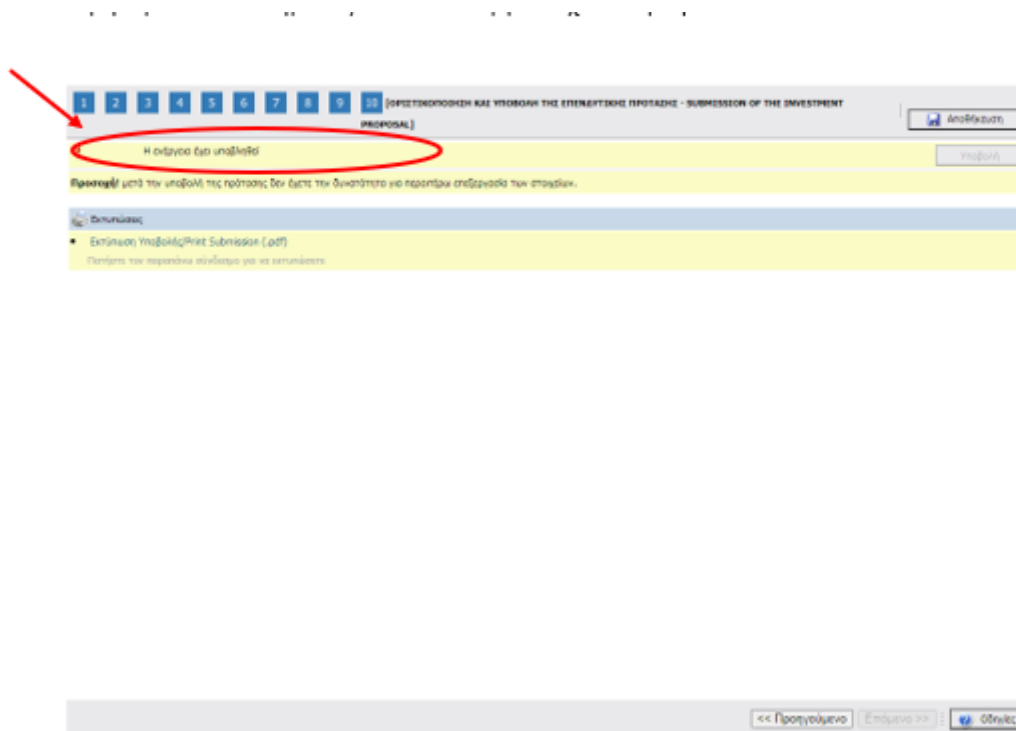 1 2 3 4 5 6 7 8 9 10 [ΟΡΙΣΤΙΚΟΠΟΙΗΣΗ ΚΑΙ ΥΠΟΒΟΛΗ ΤΗΣ ΕΠΕΝΔΥΤΙΚΗΣ ΠΡΟΤΑΣΗΣ - SUBMISSION OF THE INVESTMENT
PROPOSAL]
Αποθήκευση
Η ενέργεια έχει υποβληθεί
Υποβολή
Προσοχή! μετά την υποβολή της πρότασης δεν έχετε την δυνατότητα για περαιτέρω επεξεργασία των στοιχείων.
Εκτυπώσεις
Εκτύπωση Υποβολής/Print Submission (.pdf)
Πατήστε τον παραπάνω σύνδεσμο για να εκτυπώσετε
<< Προηγούμενο Επόμενο >> Οδηγίες